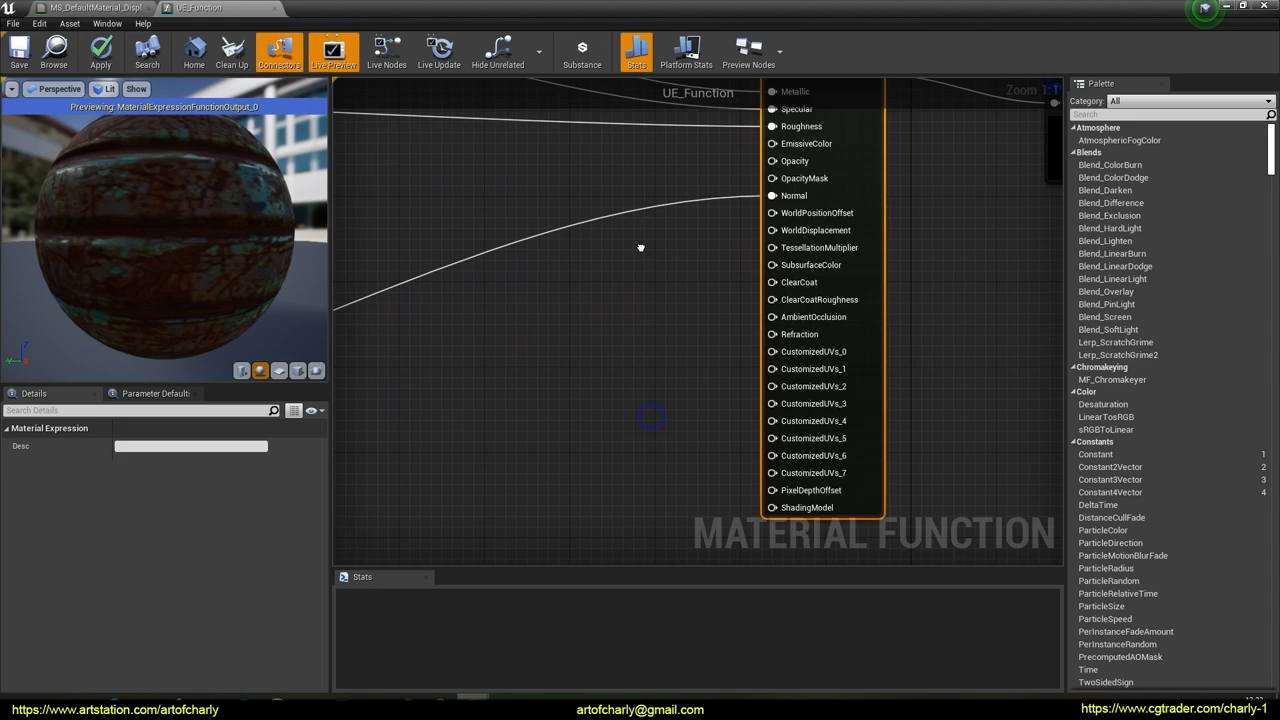 MS_DefaultMaterial_Displ
UE_Function
File Edit Asset Window Help
Save Browse Apply Search Home Clean Up Connectors Live Preview Live Nodes Live Update Hide Unrelated Substance Stats Platform Stats Preview Nodes
Perspective Lit Show
Previewing: MaterialExpressionFunctionOutput_0
Details
Parameter Default:
Search Details
Material Expression
Desc
UE_Function
Zoom 1:1
Metallic
Specular
Roughness
EmissiveColor
Opacity
OpacityMask
Normal
WorldPositionOffset
WorldDisplacement
TessellationMultiplier
SubsurfaceColor
ClearCoat
ClearCoatRoughness
AmbientOcclusion
Refraction
CustomizedUVs_0
CustomizedUVs_1
CustomizedUVs_2
CustomizedUVs_3
CustomizedUVs_4
CustomizedUVs_5
CustomizedUVs_6
CustomizedUVs_7
PixelDepthOffset
ShadingModel
MATERIAL FUNCTION
Stats
Palette
Category: All
Search
Atmosphere
AtmosphericFogColor
Blends
Blend_ColorBurn
Blend_ColorDodge
Blend_Darken
Blend_Difference
Blend_Exclusion
Blend_HardLight
Blend_Lighten
Blend_LinearBurn
Blend_LinearDodge
Blend_LinearLight
Blend_Overlay
Blend_PinLight
Blend_Screen
Blend_SoftLight
Lerp_ScratchGrime
Lerp_ScratchGrime2
Chromakeying
MF_Chromakeyer
Color
Desaturation
LinearTosRGB
sRGBToLinear
Constants
Constant 1
Constant2Vector 2
Constant3Vector 3
Constant4Vector 4
DeltaTime
DistanceCullFade
ParticleColor
ParticleDirection
ParticleMotionBlurFade
ParticleRadius
ParticleRandom
ParticleRelativeTime
ParticleSize
ParticleSpeed
PerInstanceFadeAmount
PerInstanceRandom
PrecomputedAOMask
Time
TwoSidedSign
https://www.artstation.com/artofcharly
artofcharly@gmail.com
https://www.cgtrader.com/charly-1